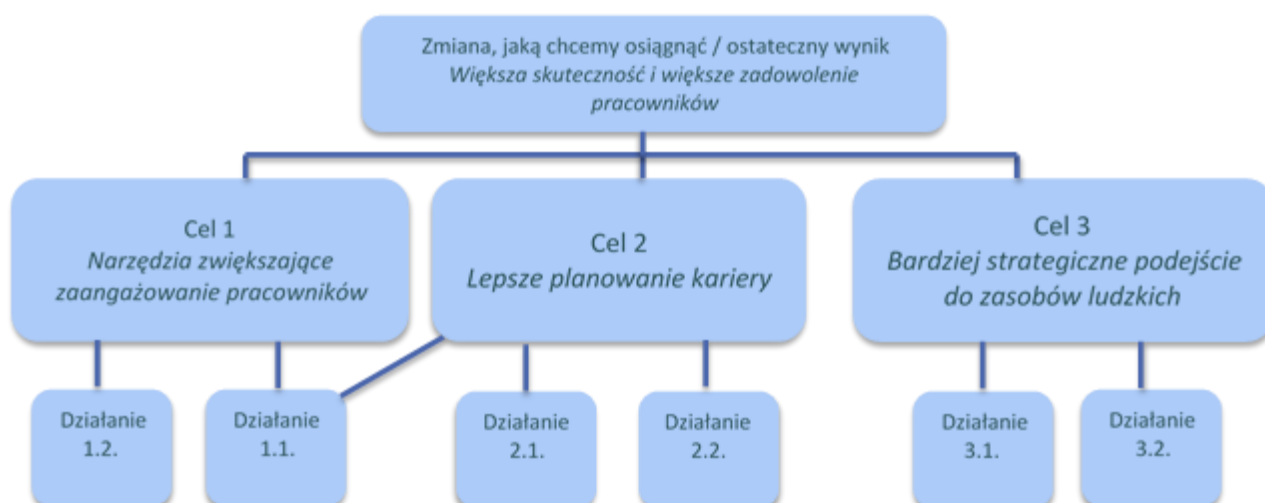 Zmiana, jaką chcemy osiągnąć / ostateczny wynik
Większa skuteczność i większe zadowolenie
pracowników
Cel 1
Narzędzia zwiększające
zaangażowanie pracowników
Cel 2
Lepsze planowanie kariery
Cel 3
Bardziej strategiczne podejście
do zasobów ludzkich
Działanie
1.2.
Działanie
1.1.
Działanie
2.1.
Działanie
2.2.
Działanie
3.1.
Działanie
3.2.